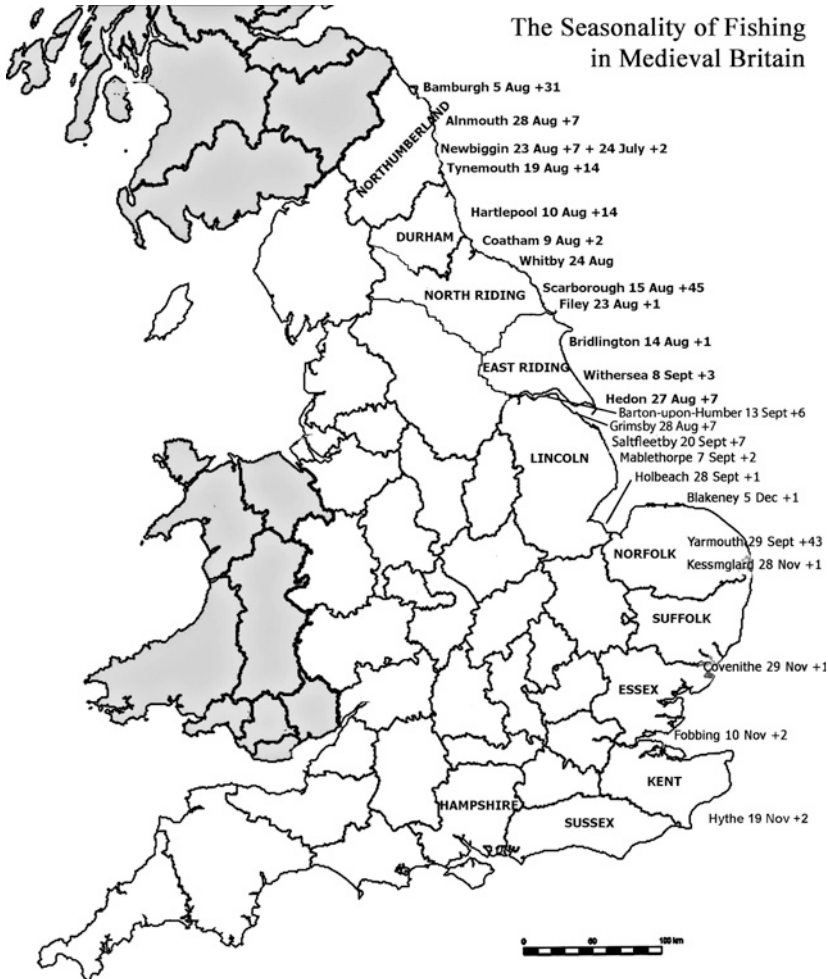 The Seasonality of Fishing
in Medieval Britain
Bamburgh 5 Aug +31
Alnmouth 28 Aug +7
NORTHUMBERLAND
Newbiggin 23 Aug +7 + 24 July +2
Tynemouth 19 Aug +14
Hartlepool 10 Aug +14
DURHAM
Coatham 9 Aug +2
Whitby 24 Aug
Scarborough 15 Aug +45
NORTH RIDING
Filey 23 Aug +1
Bridlington 14 Aug +1
EAST RIDING
Withersea 8 Sept +3
Hedon 27 Aug +7
Barton-upon-Humber 13 Sept +6
Grimsby 28 Aug +7
Saltfleetby 20 Sept +7
LINCOLN
Mablethorpe 7 Sept +2
Holbeach 28 Sept +1
Blakeney 5 Dec +1
Yarmouth 29 Sept +43
NORFOLK
Kessmglard 28 Nov +1
SUFFOLK
Covenithe 29 Nov +1
ESSEX
Fobbing 10 Nov +2
KENT
HAMPSHIRE
Hythe 19 Nov +2
SUSSEX
0 60 100 km